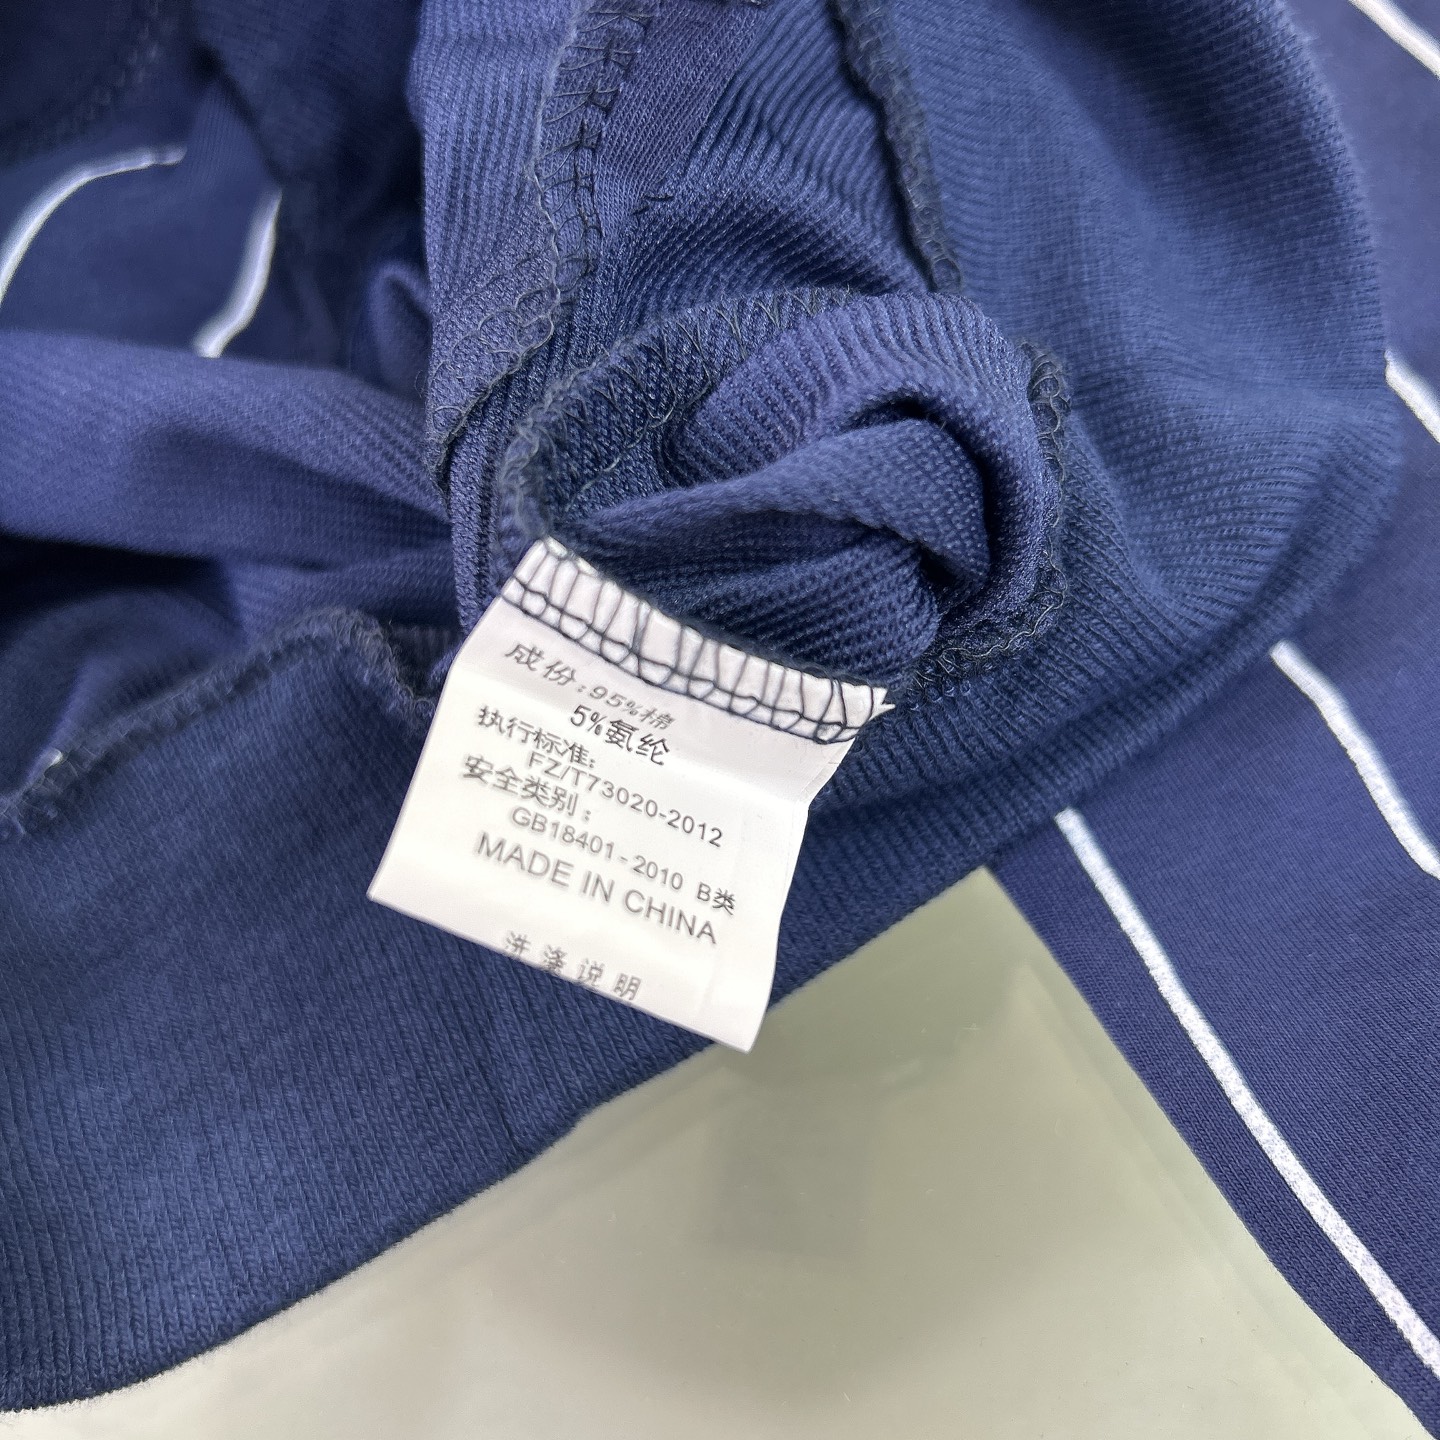 成份:95%棉
5%氨纶
执行标准:
FZ/T73020-2012
安全类别:
GB18401-2010 B类
MADE IN CHINA
洗涤说明